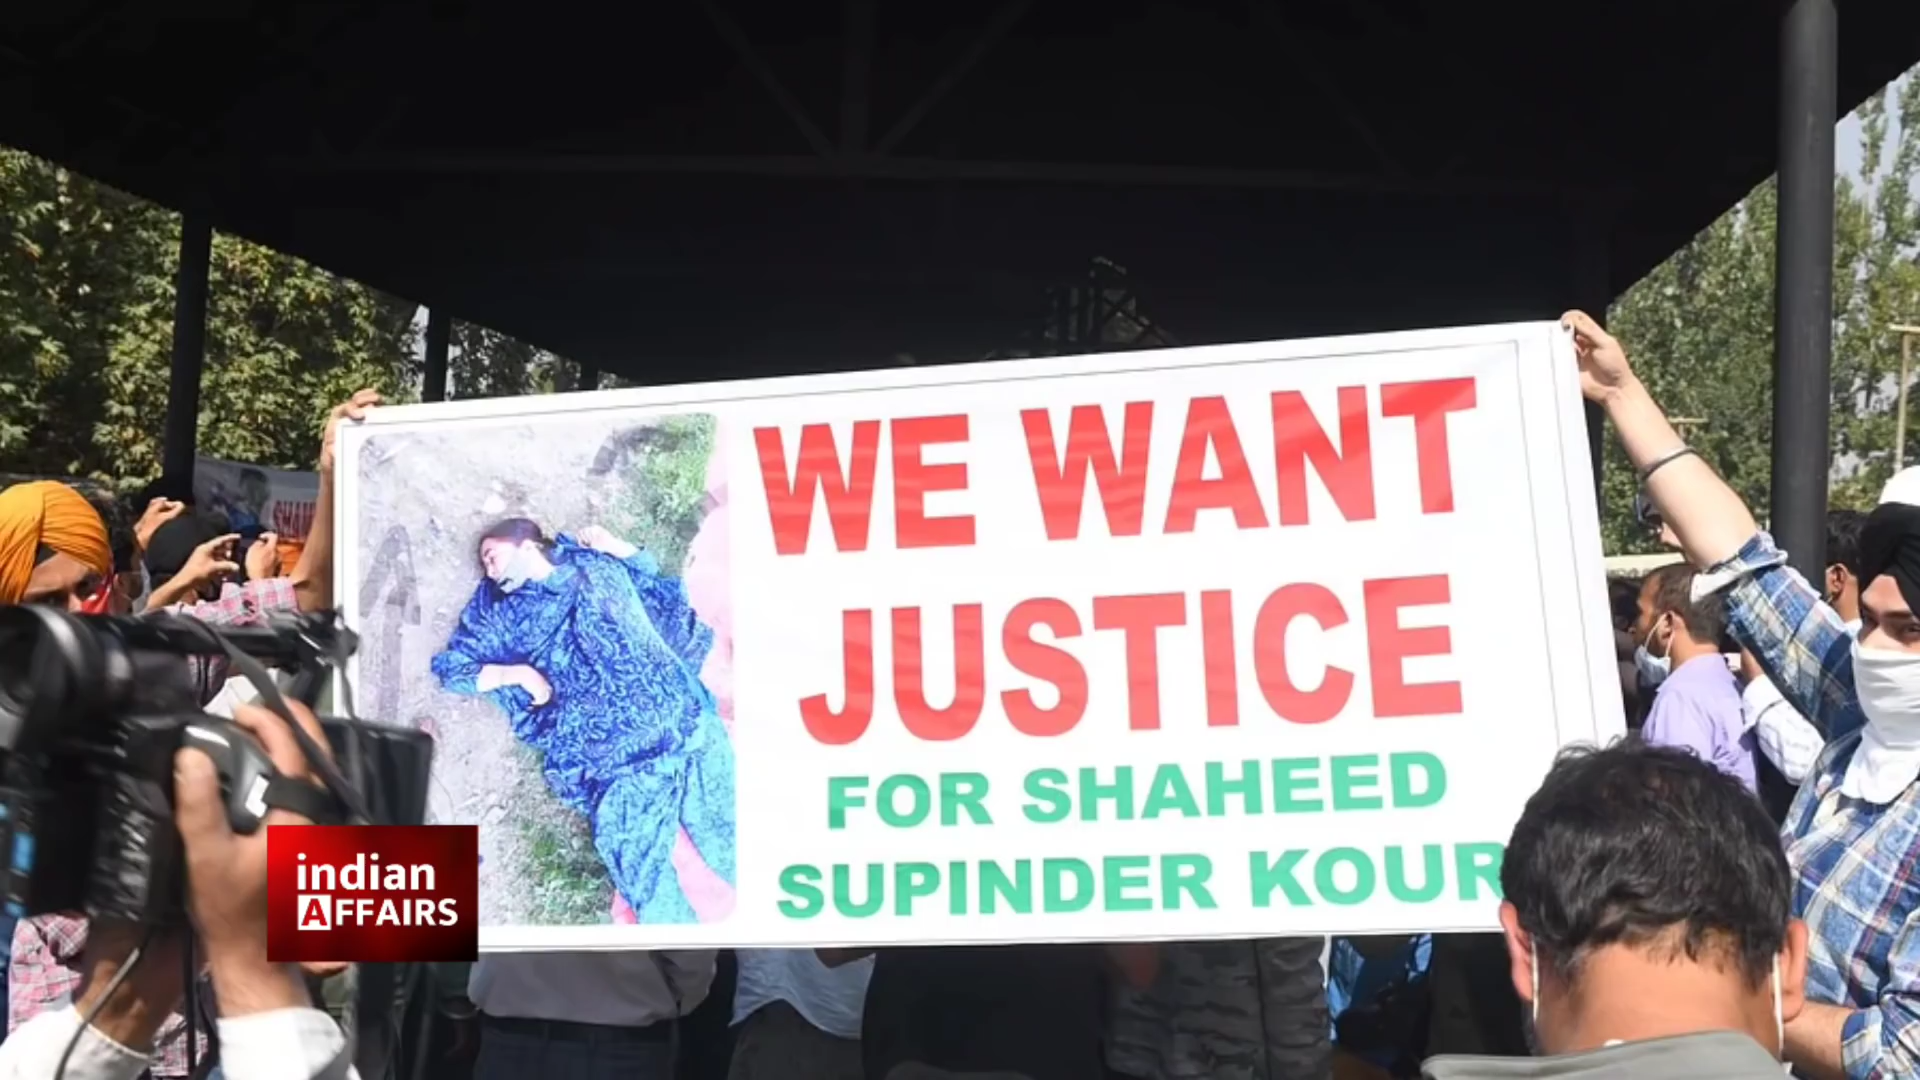 WE WANT
JUSTICE
FOR SHAHEED
SUPINDER KOUR
indian
AFFAIRS